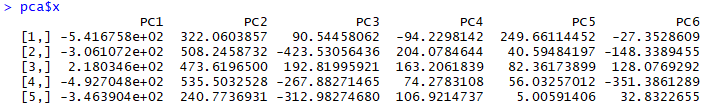 > pca$x
PC1 PC2 PC3 PC4 PC5 PC6
[1,] -5.416758e+02 322.0603857 90.54458062 -94.2298142 249.66114452 -27.3528609
[2,] -3.061072e+02 508.2458732 -423.53056436 204.0784644 40.59484197 -148.3389455
[3,] 2.180346e+02 473.6196500 192.81995921 163.2061839 82.36173899 128.0769292
[4,] -4.927048e+02 535.5032528 -267.88271465 74.2783108 56.03257012 -351.3861289
[5,] -3.463904e+02 240.7736931 -312.98274680 106.9214737 5.00591406 32.8322655